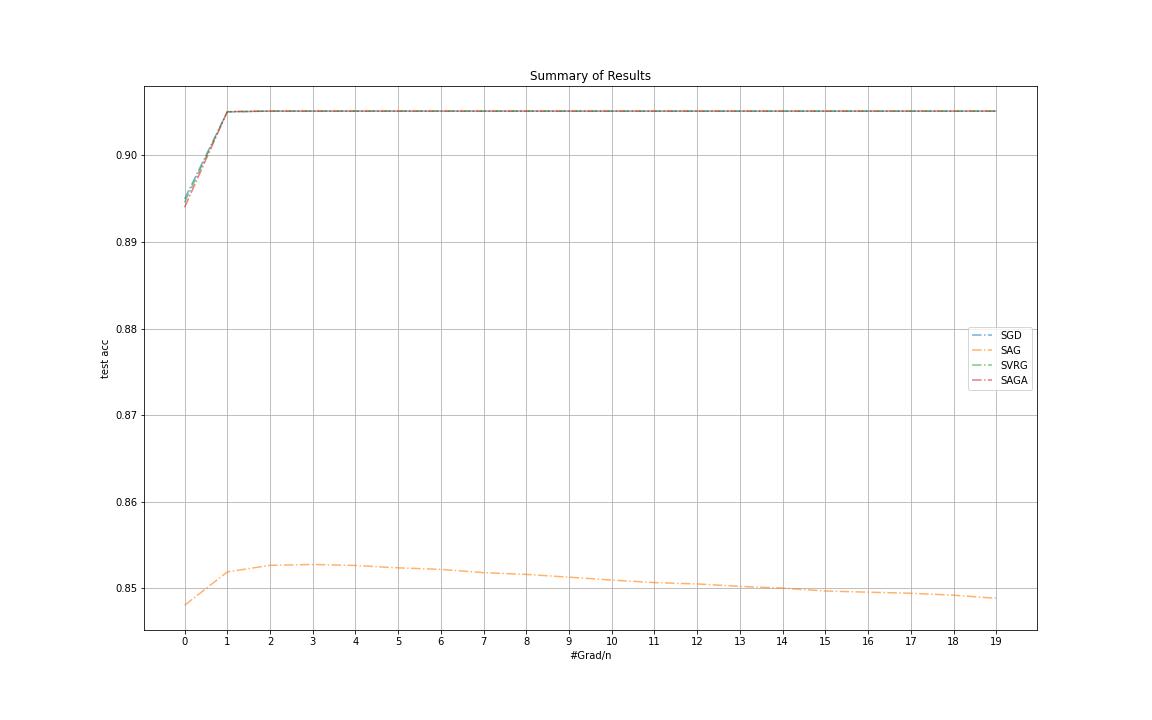 Summary of Results
0.90
0.89
0.88
0.87
0.86
0.85
test acc
SGD
SAG
SVRG
SAGA
0 1 2 3 4 5 6 7 8 9 10 11 12 13 14 15 16 17 18 19
#Grad/n